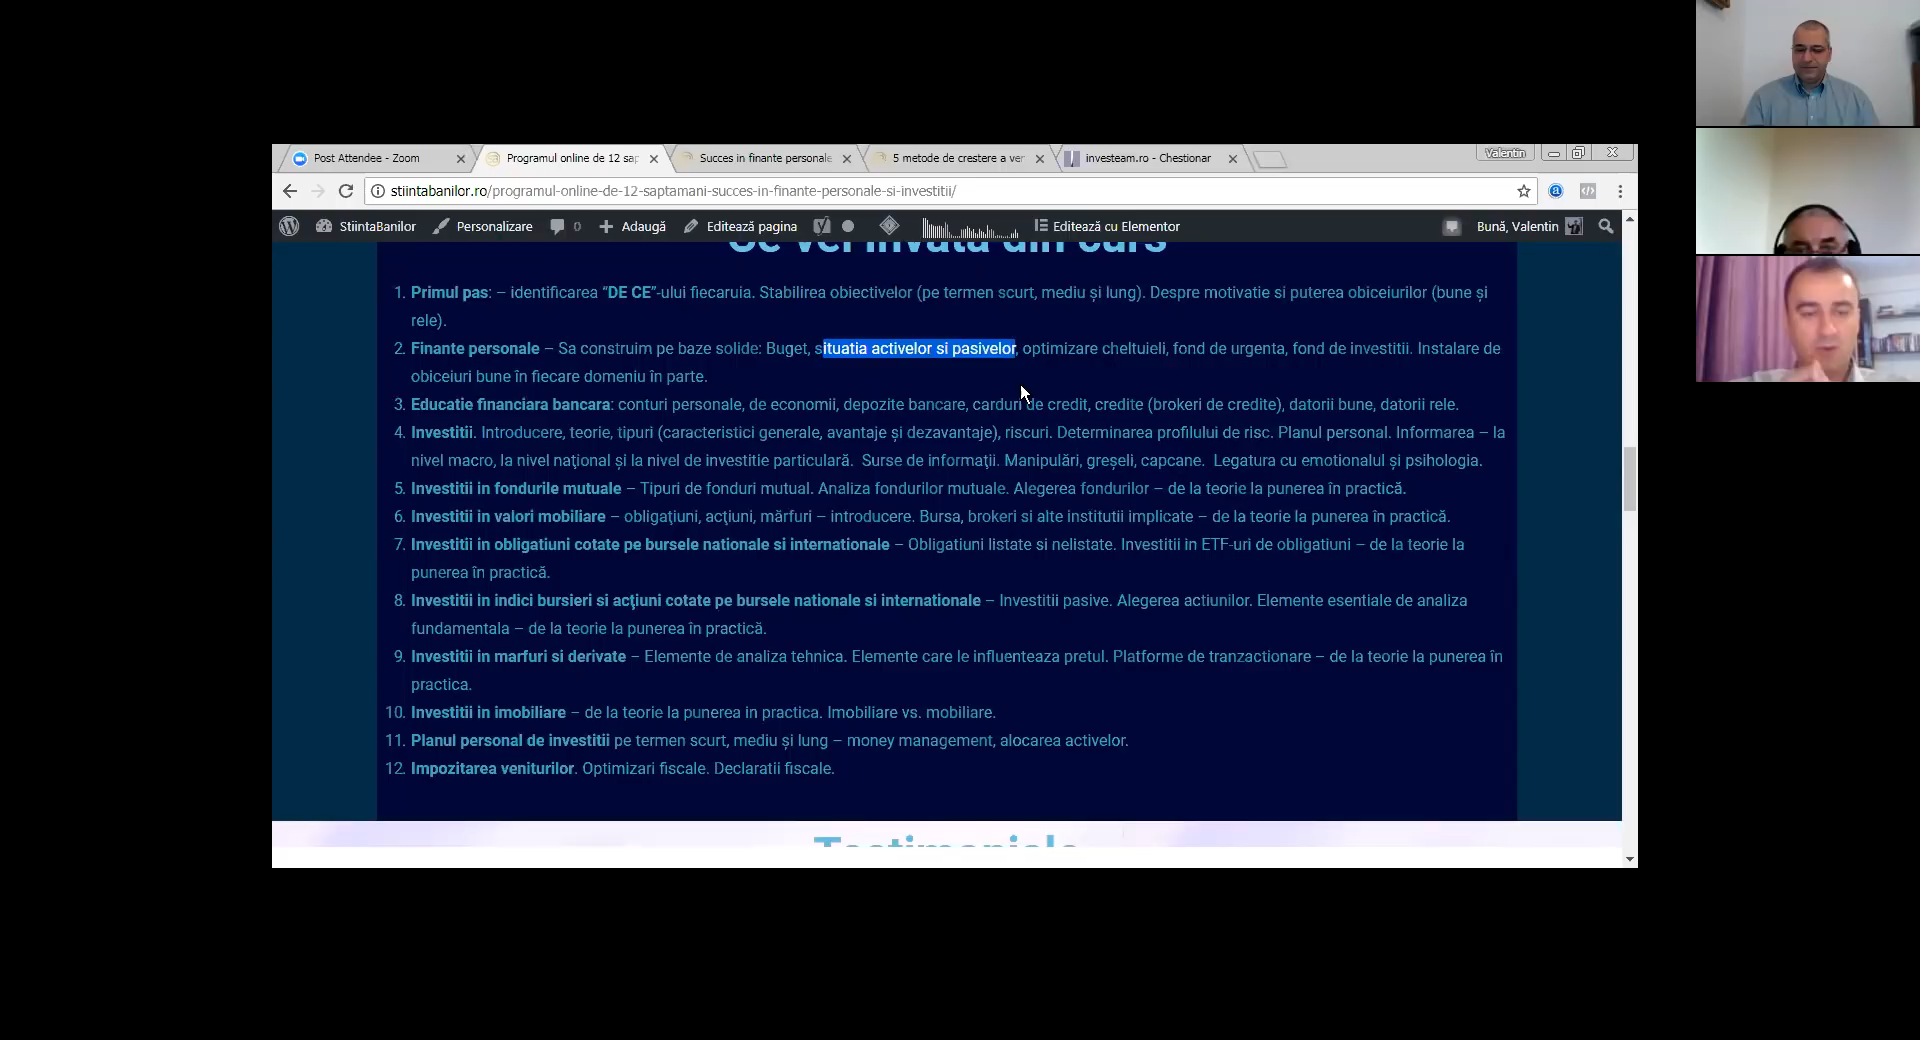 Post Attendee - Zoom
Programul online de 12 sap
Succes in finante personale
5 metode de crestere a ver
investeam.ro - Chestionar
Valentin
stiintabanilor.ro/programul-online-de-12-saptamani-succes-in-finante-personale-si-investitii/
StiintaBanilor Personalizare 0 Adaugă Editează pagina Editează cu Elementor Bună, Valentin
Ce vei invata din curs
1. Primul pas: – identificarea “DE CE”-ului fiecaruia. Stabilirea obiectivelor (pe termen scurt, mediu și lung). Despre motivatie si puterea obiceiurilor (bune și
rele).
2. Finante personale – Sa construim pe baze solide: Buget, situatia activelor si pasivelor, optimizare cheltuieli, fond de urgenta, fond de investitii. Instalare de
obiceiuri bune în fiecare domeniu în parte.
3. Educatie financiara bancara: conturi personale, de economii, depozite bancare, carduri de credit, credite (brokeri de credite), datorii bune, datorii rele.
4. Investitii. Introducere, teorie, tipuri (caracteristici generale, avantaje și dezavantaje), riscuri. Determinarea profilului de risc. Planul personal. Informarea – la
nivel macro, la nivel naţional și la nivel de investitie particulară. Surse de informaţii. Manipulări, greșeli, capcane. Legatura cu emotionalul și psihologia.
5. Investitii in fondurile mutuale – Tipuri de fonduri mutual. Analiza fondurilor mutuale. Alegerea fondurilor – de la teorie la punerea în practică.
6. Investitii in valori mobiliare – obligaţiuni, acţiuni, mărfuri – introducere. Bursa, brokeri si alte institutii implicate – de la teorie la punerea în practică.
7. Investitii in obligatiuni cotate pe bursele nationale si internationale – Obligatiuni listate si nelistate. Investitii in ETF-uri de obligatiuni – de la teorie la
punerea în practică.
8. Investitii in indici bursieri si acţiuni cotate pe bursele nationale si internationale – Investitii pasive. Alegerea actiunilor. Elemente esentiale de analiza
fundamentala – de la teorie la punerea în practică.
9. Investitii in marfuri si derivate – Elemente de analiza tehnica. Elemente care le influenteaza pretul. Platforme de tranzactionare – de la teorie la punerea în
practica.
10. Investitii in imobiliare – de la teorie la punerea in practica. Imobiliare vs. mobiliare.
11. Planul personal de investitii pe termen scurt, mediu și lung – money management, alocarea activelor.
12. Impozitarea veniturilor. Optimizari fiscale. Declaratii fiscale.
Testimoniale